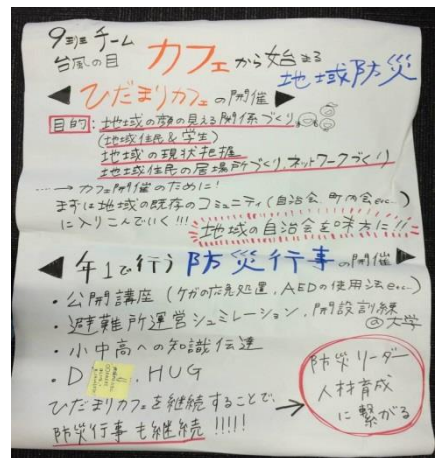 9班 チーム
台風の目
カフェから始まる
地域防災
◀ひだまりカフェの開催▶
目的:地域の顔の見える関係づくり
(地域住民&学生)
地域の現状把握
地域住民の居場所づくり、ネットワークづくり
……→カフェ開催のために!
まずは地域の既存のコミュニティ(自治会、町内会etc…)
に入りこんでいく!!!
地域の自治会を味方に!!
◀年1で行う防災行事の開催▶
・公開講座(ケガの応急処置、AEDの使用法etc…)
・避難所運営シュミレーション、開設訓練
@大学
・小中高への知識伝達
・D
、HUG
ひだまりカフェを継続することで、
防災行事も継続!!!!!
→
防災リーダー
人材育成
に繋がる